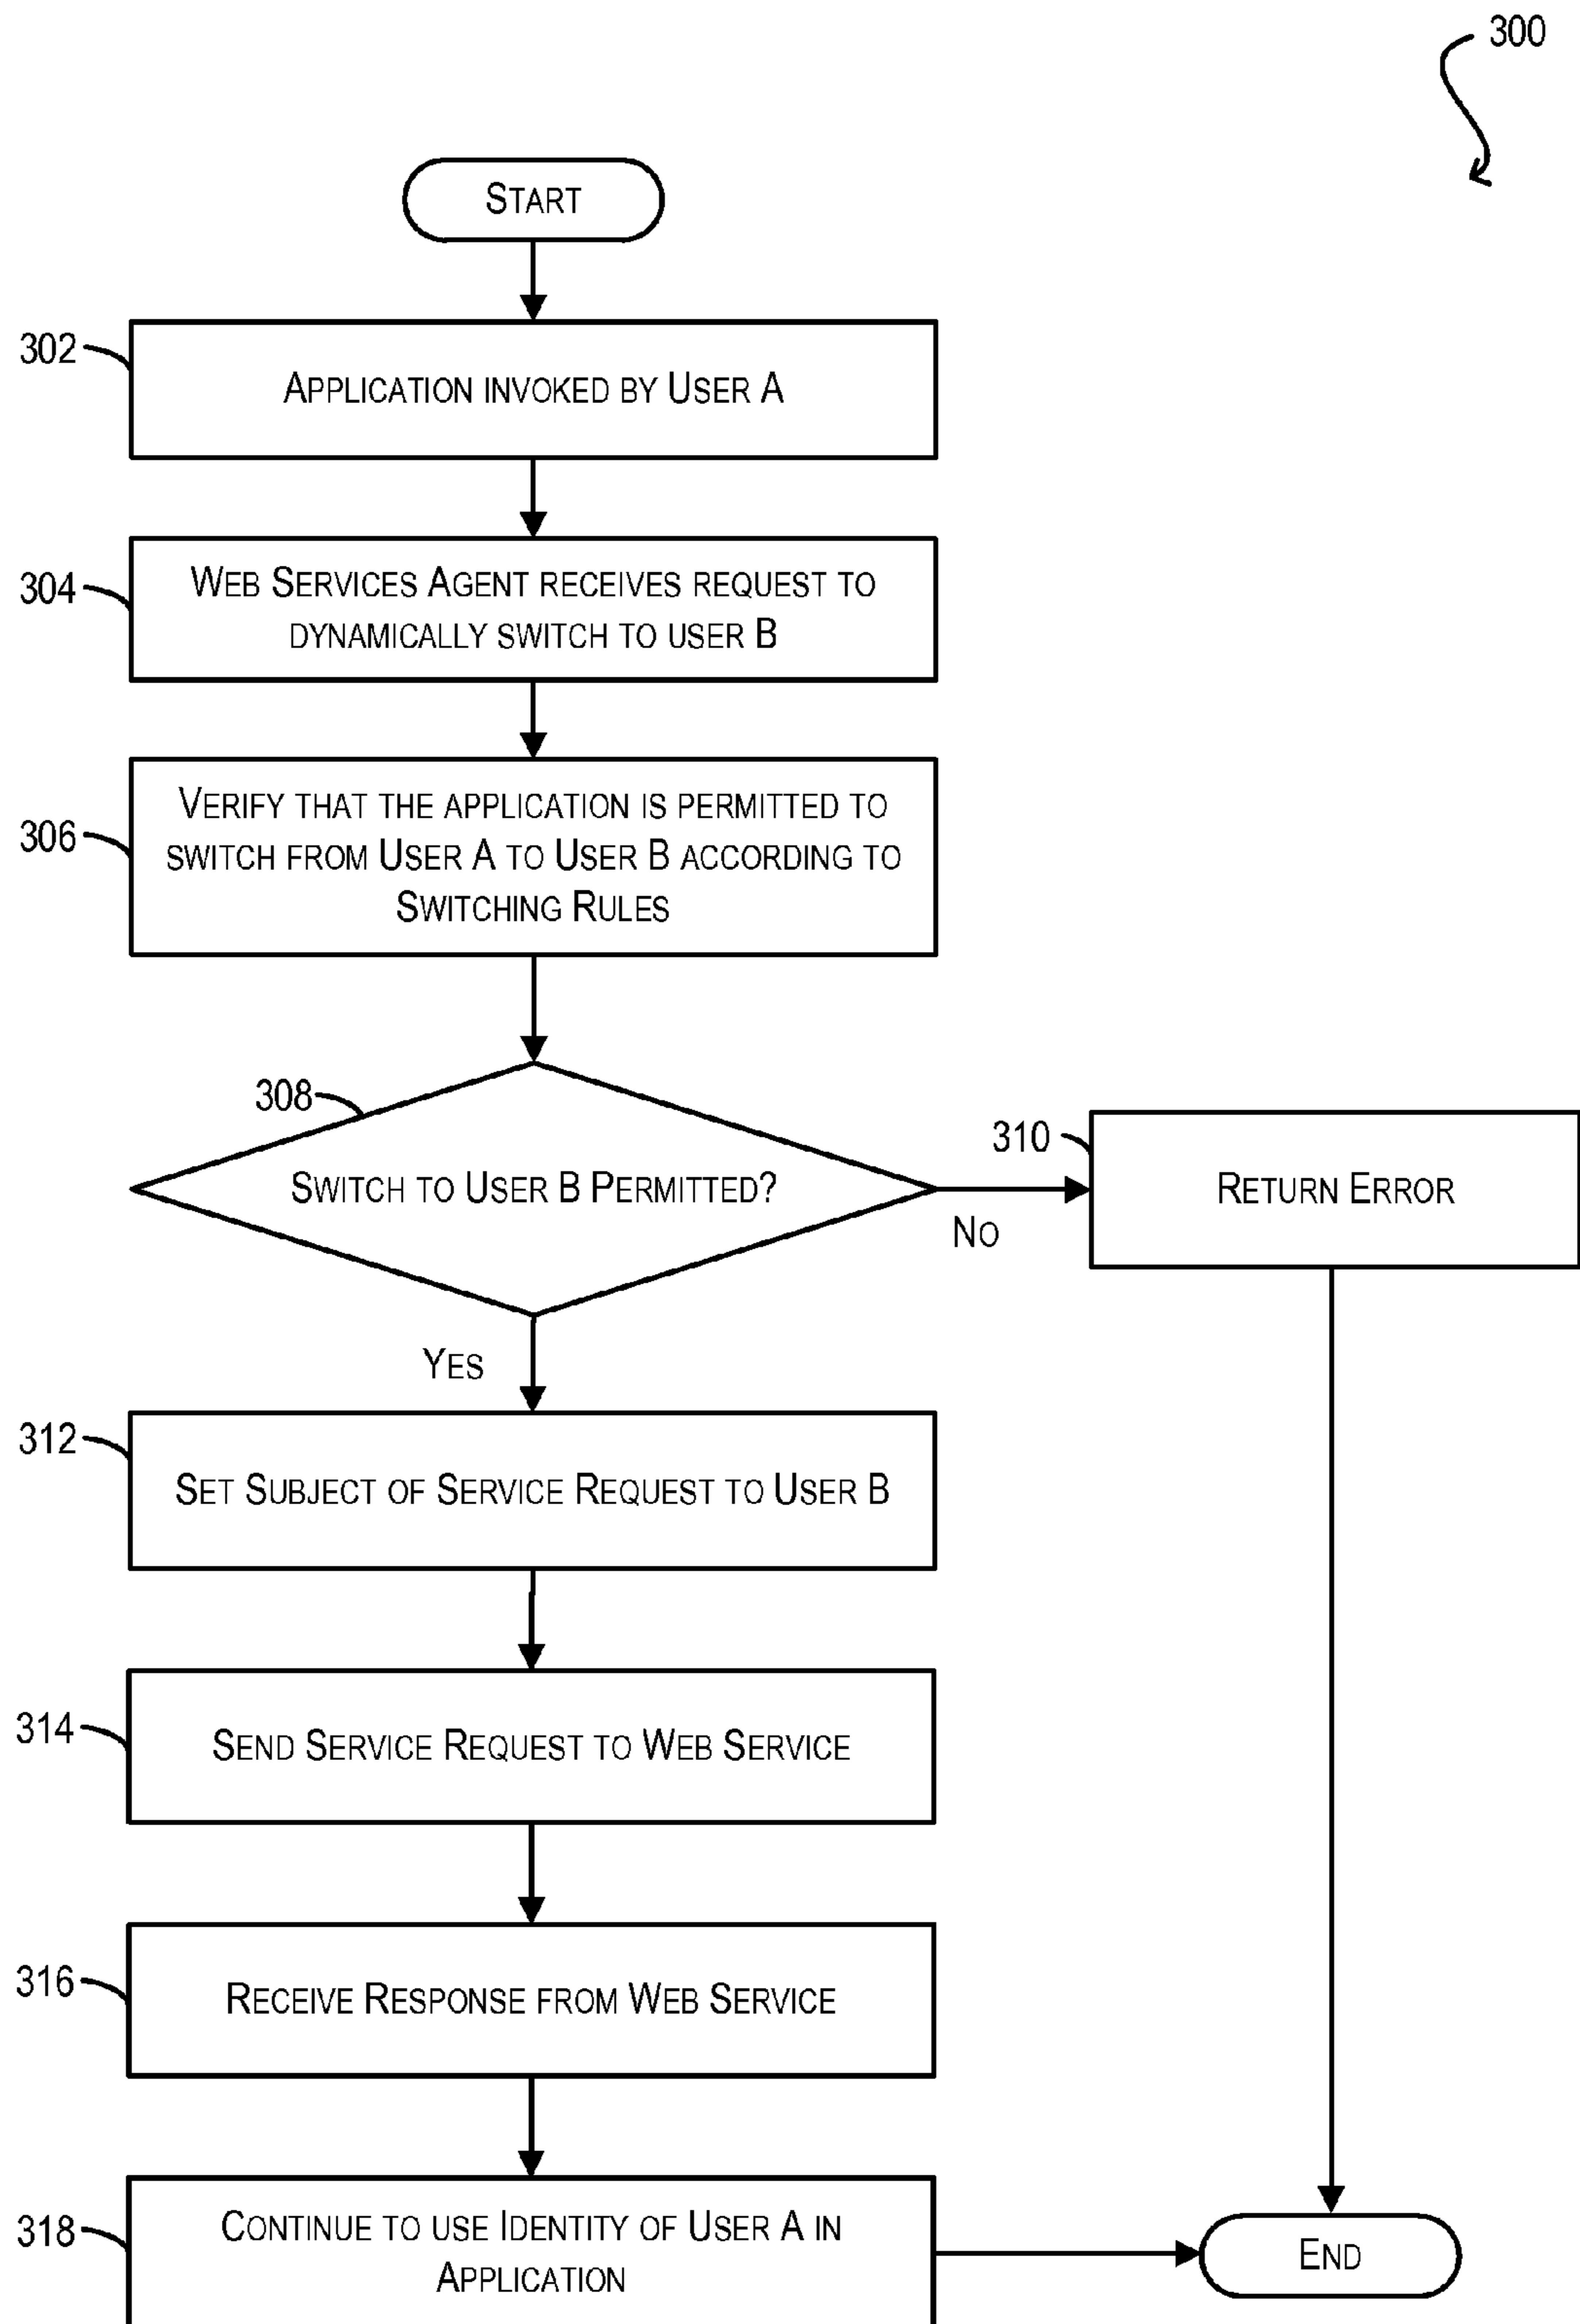 300
START
302
APPLICATION INVOKED BY USER A
304
WEB SERVICES AGENT RECEIVES REQUEST TO
DYNAMICALLY SWITCH TO USER B
306
VERIFY THAT THE APPLICATION IS PERMITTED TO
SWITCH FROM USER A TO USER B ACCORDING TO
SWITCHING RULES
308
SWITCH TO USER B PERMITTED?
NO
310
RETURN ERROR
YES
312
SET SUBJECT OF SERVICE REQUEST TO USER B
314
SEND SERVICE REQUEST TO WEB SERVICE
316
RECEIVE RESPONSE FROM WEB SERVICE
318
CONTINUE TO USE IDENTITY OF USER A IN
APPLICATION
END